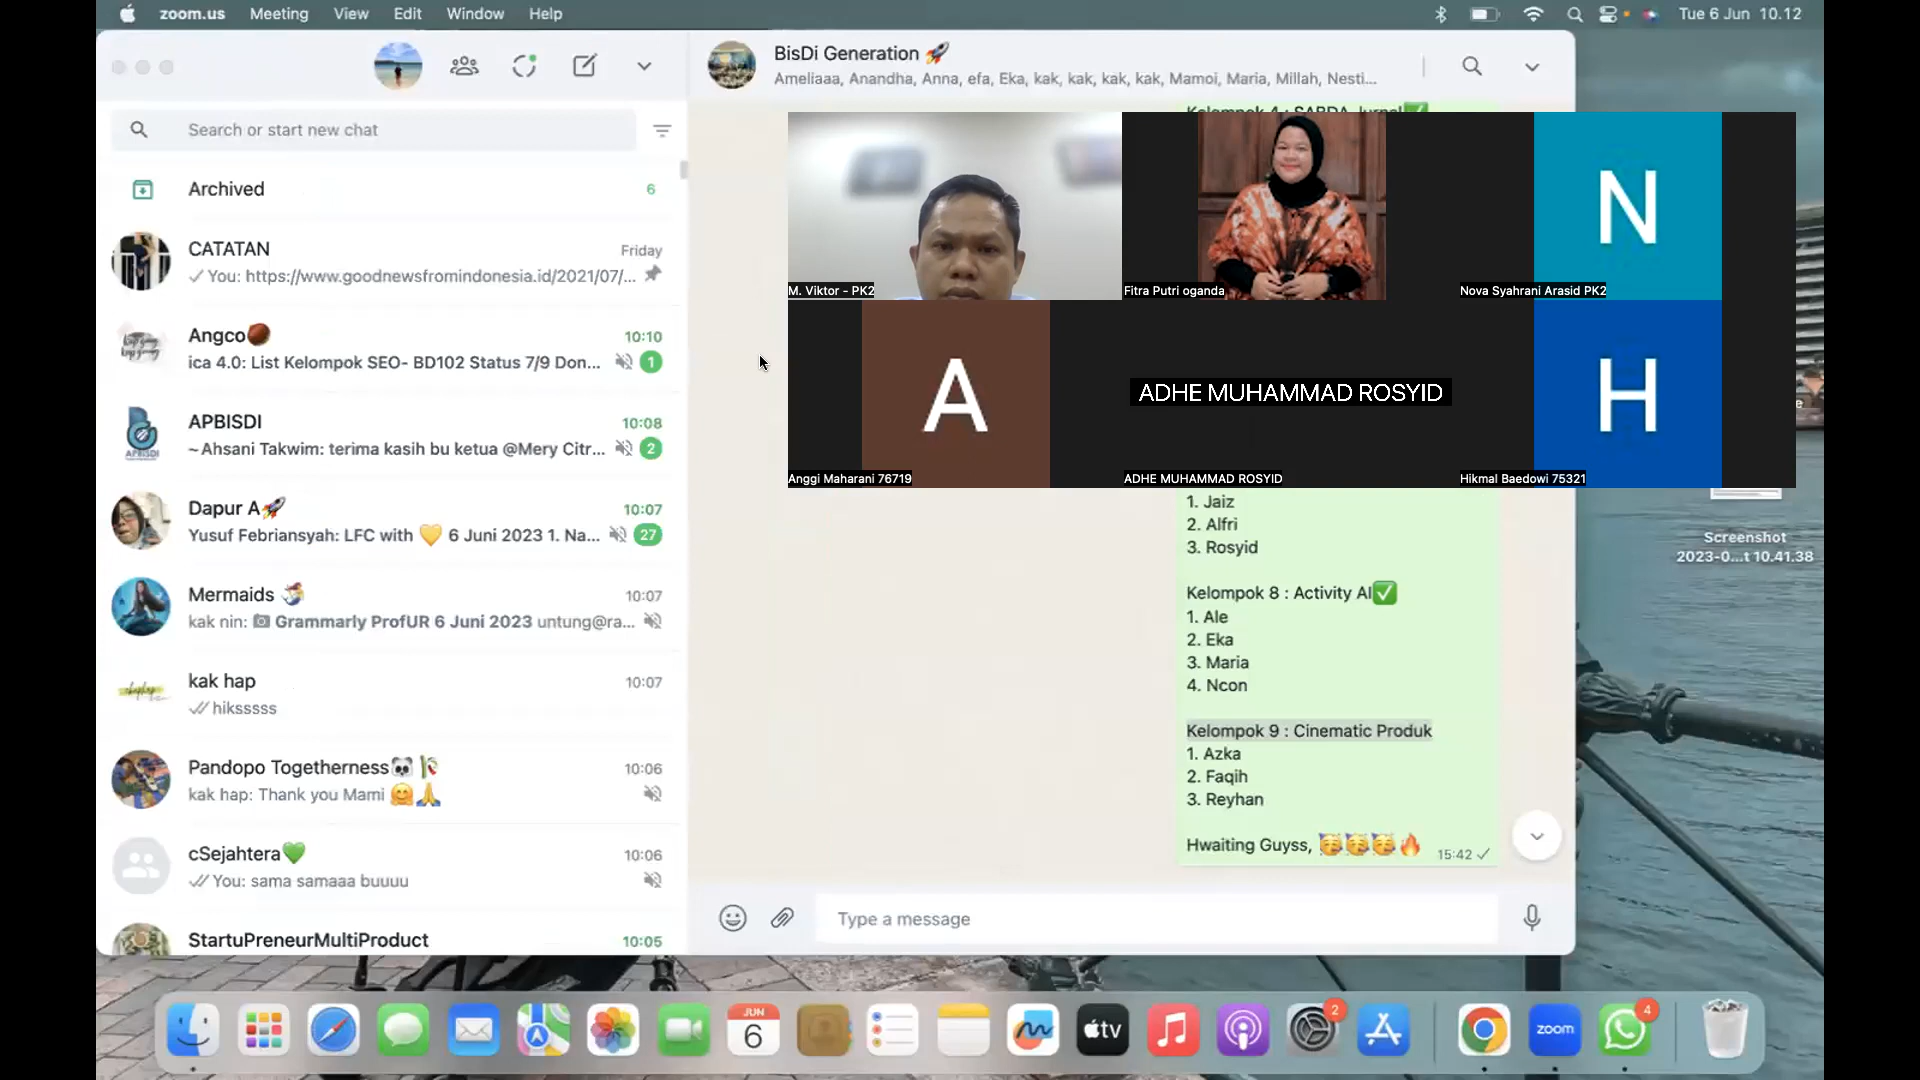 zoom.us Meeting View Edit Window Help
Tue 6 Jun 10.12
Search or start new chat
Archived
6
CATATAN
Friday
You: https://www.goodnewsfromindonesia.id/2021/07/...
Angco
10:10
ica 4.0: List Kelompok SEO- BD102 Status 7/9 Don...
1
APBISDI
10:08
~Ahsani Takwim: terima kasih bu ketua @Mery Citr...
2
APBISDI
Dapur A🚀
10:07
Yusuf Febriansyah: LFC with 💛 6 Juni 2023 1. Na...
27
Mermaids
10:07
kak nin: 📷 Grammarly ProfUR 6 Juni 2023 untung@ra...
kak hap
10:07
hiksssss
Pandopo Togetherness🐼
10:06
kak hap: Thank you Mami 🤗🙏
cSejahtera💚
10:06
You: sama samaaa buuuu
StartuPreneurMultiProduct
10:05
BisDi Generation 🚀
Ameliaaa, Anandha, Anna, efa, Eka, kak, kak, kak, kak, Mamoi, Maria, Millah, Nesti...
M. Viktor - PK2
Fitra Putri oganda
N
Nova Syahrani Arasid PK2
A
Anggi Maharani 76719
ADHE MUHAMMAD ROSYID
ADHE MUHAMMAD ROSYID
H
Hikmal Baedowi 75321
1. Jaiz
2. Alfri
3. Rosyid
Kelompok 8 : Activity AI✅
1. Ale
2. Eka
3. Maria
4. Ncon
Kelompok 9 : Cinematic Produk
1. Azka
2. Faqih
3. Reyhan
Hwaiting Guyss, 🥳🥳🥳🔥
15:42
Type a message
Screenshot
2023-0...t 10.41.38
JUN
6
tv
2
zoom
4